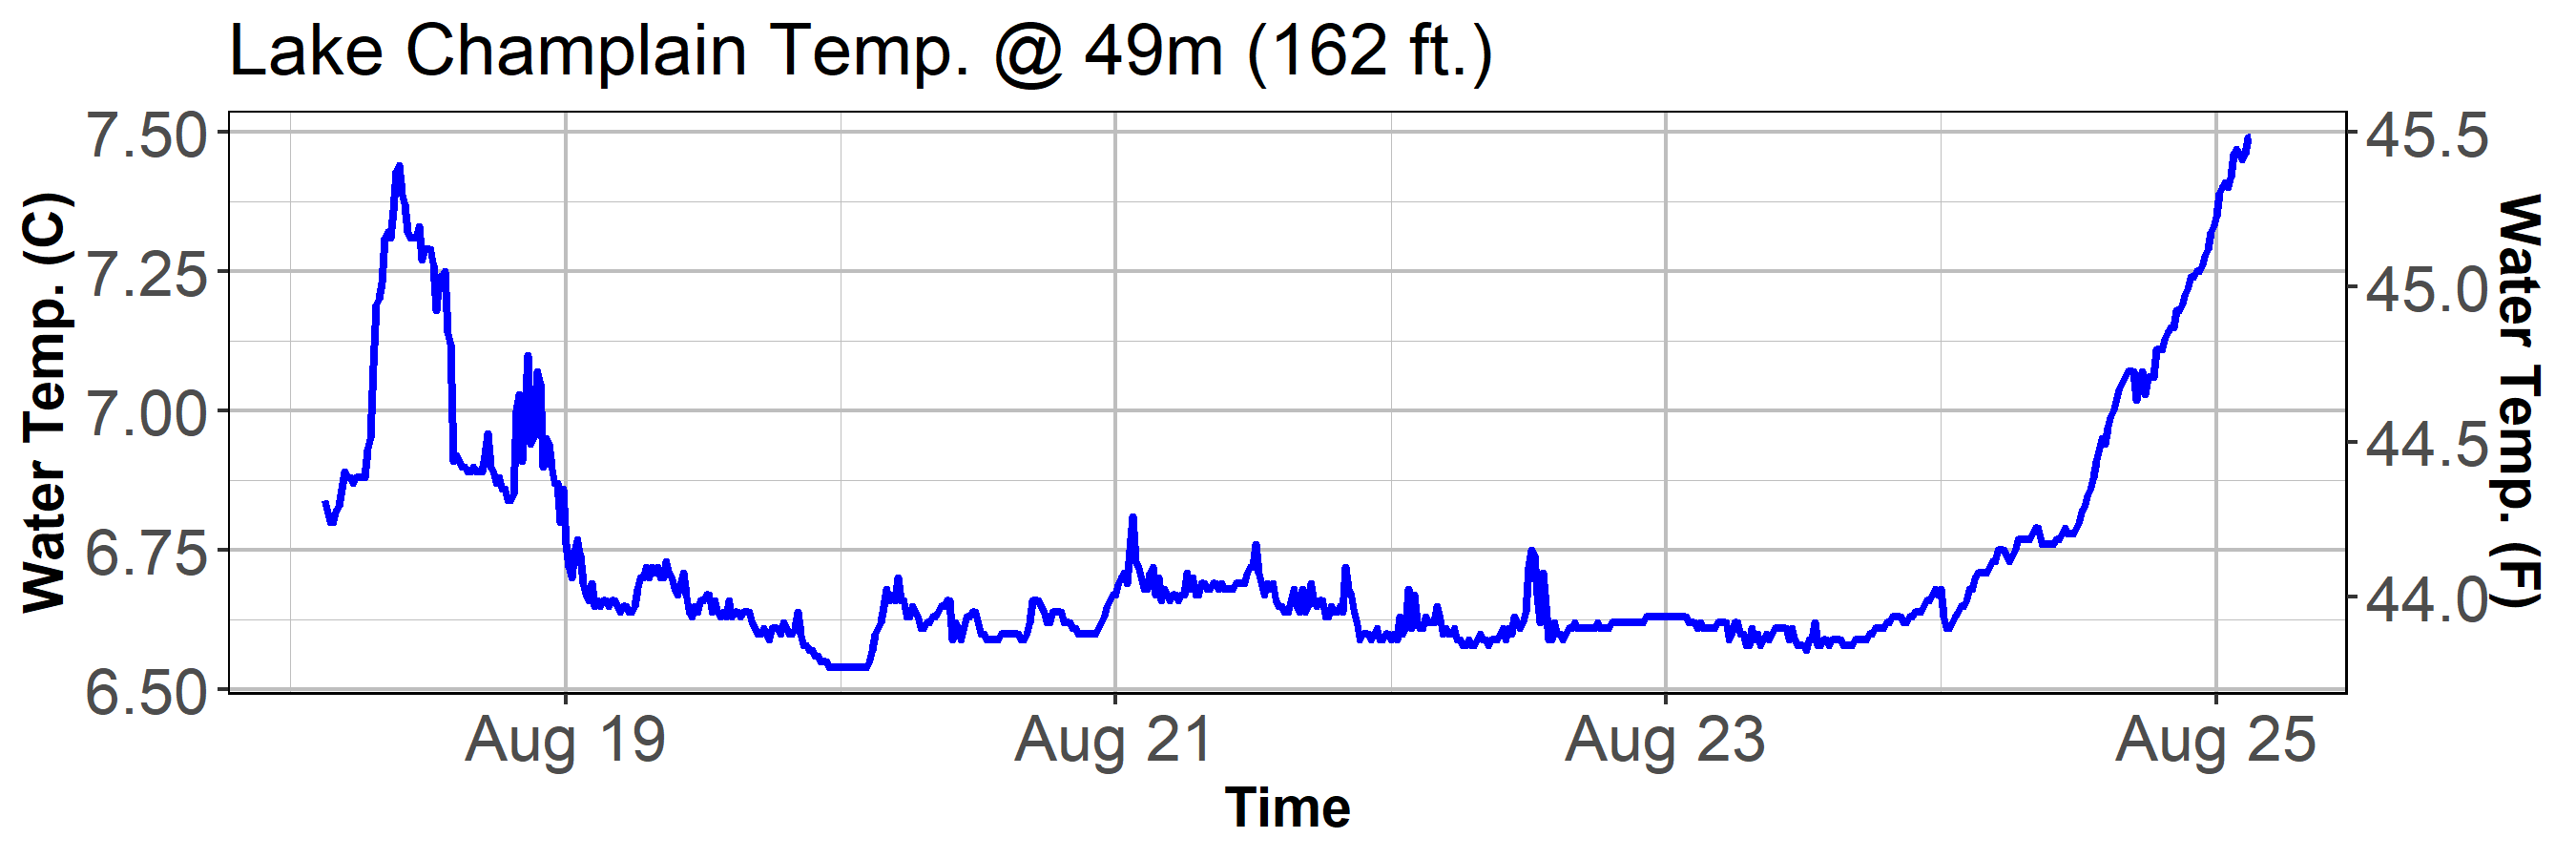 Lake Champlain Temp. @ 49m (162 ft.)
Water Temp. (C)
7.50
7.25
7.00
6.75
6.50
45.5
45.0
44.5
44.0
Water Temp. (F)
Aug 19
Aug 21
Aug 23
Aug 25
Time